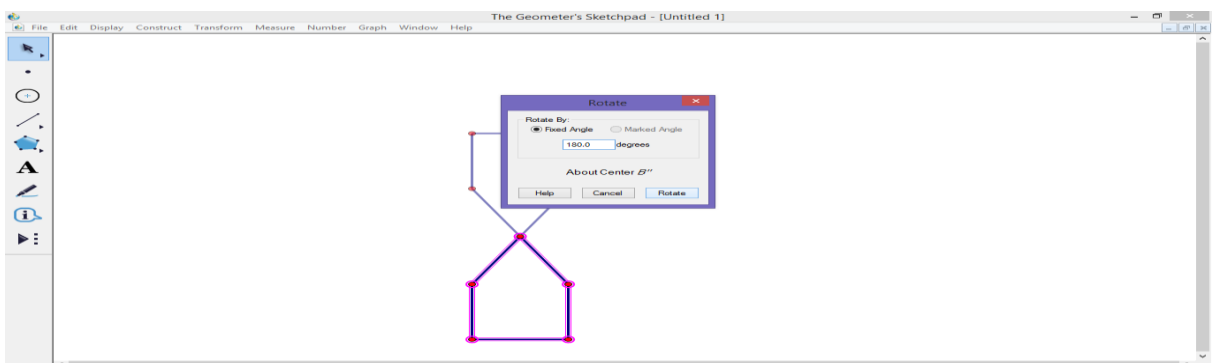 The Geometer's Sketchpad - [Untitled 1]
File Edit Display Construct Transform Measure Number Graph Window Help
Rotate
Rotate By:
Fixed Angle Marked Angle
180.0 degrees
About Center B''
Help Cancel Rotate
A